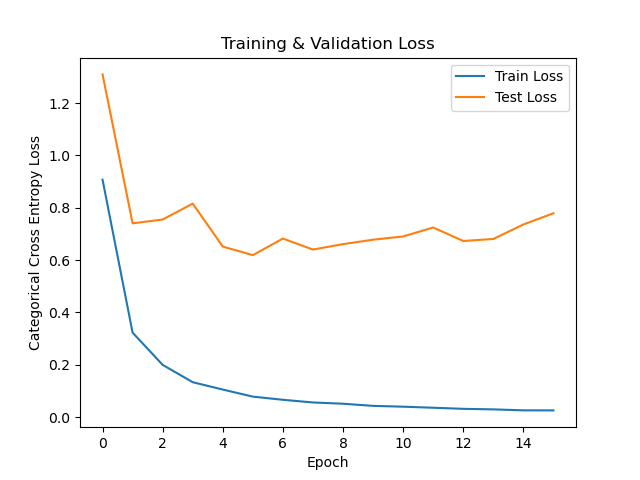 Training & Validation Loss
Train Loss
Test Loss
Categorical Cross Entropy Loss
1.2
1.0
0.8
0.6
0.4
0.2
0.0
0 2 4 6 8 10 12 14
Epoch